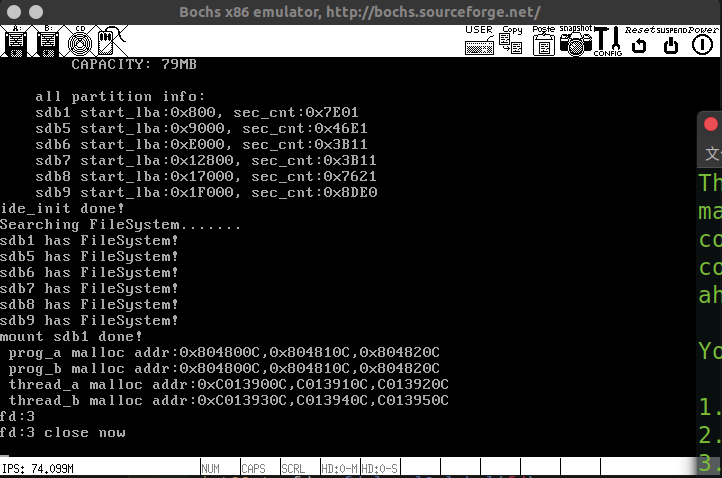 Bochs x86 emulator, http://bochs.sourceforge.net/
A: B: CD USER Copy Paste snapshot CONFIG Reset SUSPEND Power
CAPACITY: 79MB
all partition info:
sdb1 start_lba:0x800, sec_cnt:0x7E01
sdb5 start_lba:0x9000, sec_cnt:0x46E1
sdb6 start_lba:0xE000, sec_cnt:0x3B11
sdb7 start_lba:0x12800, sec_cnt:0x3B11
sdb8 start_lba:0x17000, sec_cnt:0x7621
sdb9 start_lba:0x1F000, sec_cnt:0x8DE0
ide_init done!
Searching FileSystem.......
sdb1 has FileSystem!
sdb5 has FileSystem!
sdb6 has FileSystem!
sdb7 has FileSystem!
sdb8 has FileSystem!
sdb9 has FileSystem!
mount sdb1 done!
prog_a malloc addr:0x804800C,0x804810C,0x804820C
prog_b malloc addr:0x804800C,0x804810C,0x804820C
thread_a malloc addr:0xC013900C,C013910C,C013920C
thread_b malloc addr:0xC013930C,C013940C,C013950C
fd:3
fd:3 close now
IPS: 74.099M NUM CAPS SCRL HD:0-M HD:0-S
文
Th
ma
co
co
ah
Yo
1.
2.
3.